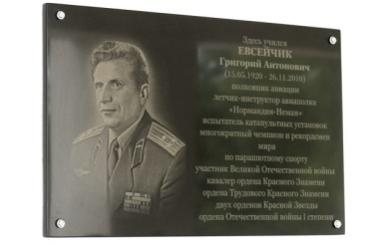 Здесь учился
ЕВСЕЙЧИК
Григорий Антонович
(15.05.1920 - 26.11.2010)
полковник авиации
летчик-инструктор авиаполка
«Нормандия-Неман»
испытатель катапультных установок
многократный чемпион и рекордсмен
мира
по парашютному спорту
участник Великой Отечественной войны
кавалер ордена Красного Знамени
ордена Трудового Красного Знамени
двух орденов Красной Звезды
ордена Отечественной войны I степени